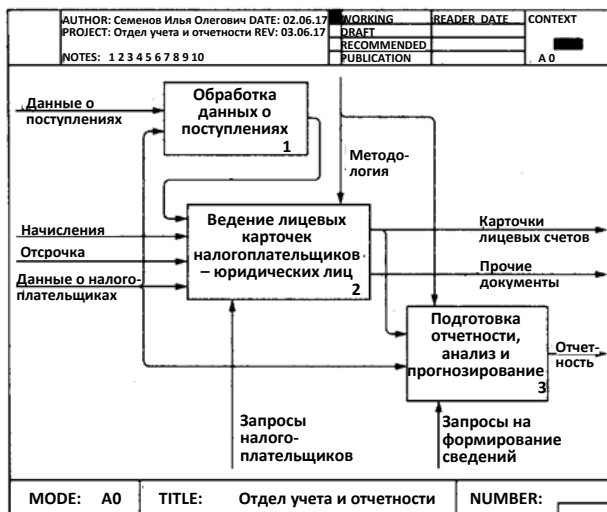 AUTHOR: Семенов Илья Олегович DATE: 02.06.17
PROJECT: Отдел учета и отчетности REV: 03.06.17
NOTES: 1 2 3 4 5 6 7 8 9 10
WORKING
DRAFT
RECOMMENDED
PUBLICATION
READER DATE
CONTEXT
A 0
Данные о
поступлениях
Обработка
данных о
поступлениях
1
Методо-
логия
Начисления
Отсрочка
Данные о налого-
плательщиках
Ведение лицевых
карточек
налогоплательщиков
– юридических лиц
2
Карточки
лицевых счетов
Прочие
документы
Подготовка
отчетности,
анализ и
прогнозирование
3
Отчет-
ность
Запросы
налого-
плательщиков
Запросы на
формирование
сведений
MODE: A0
TITLE: Отдел учета и отчетности
NUMBER: